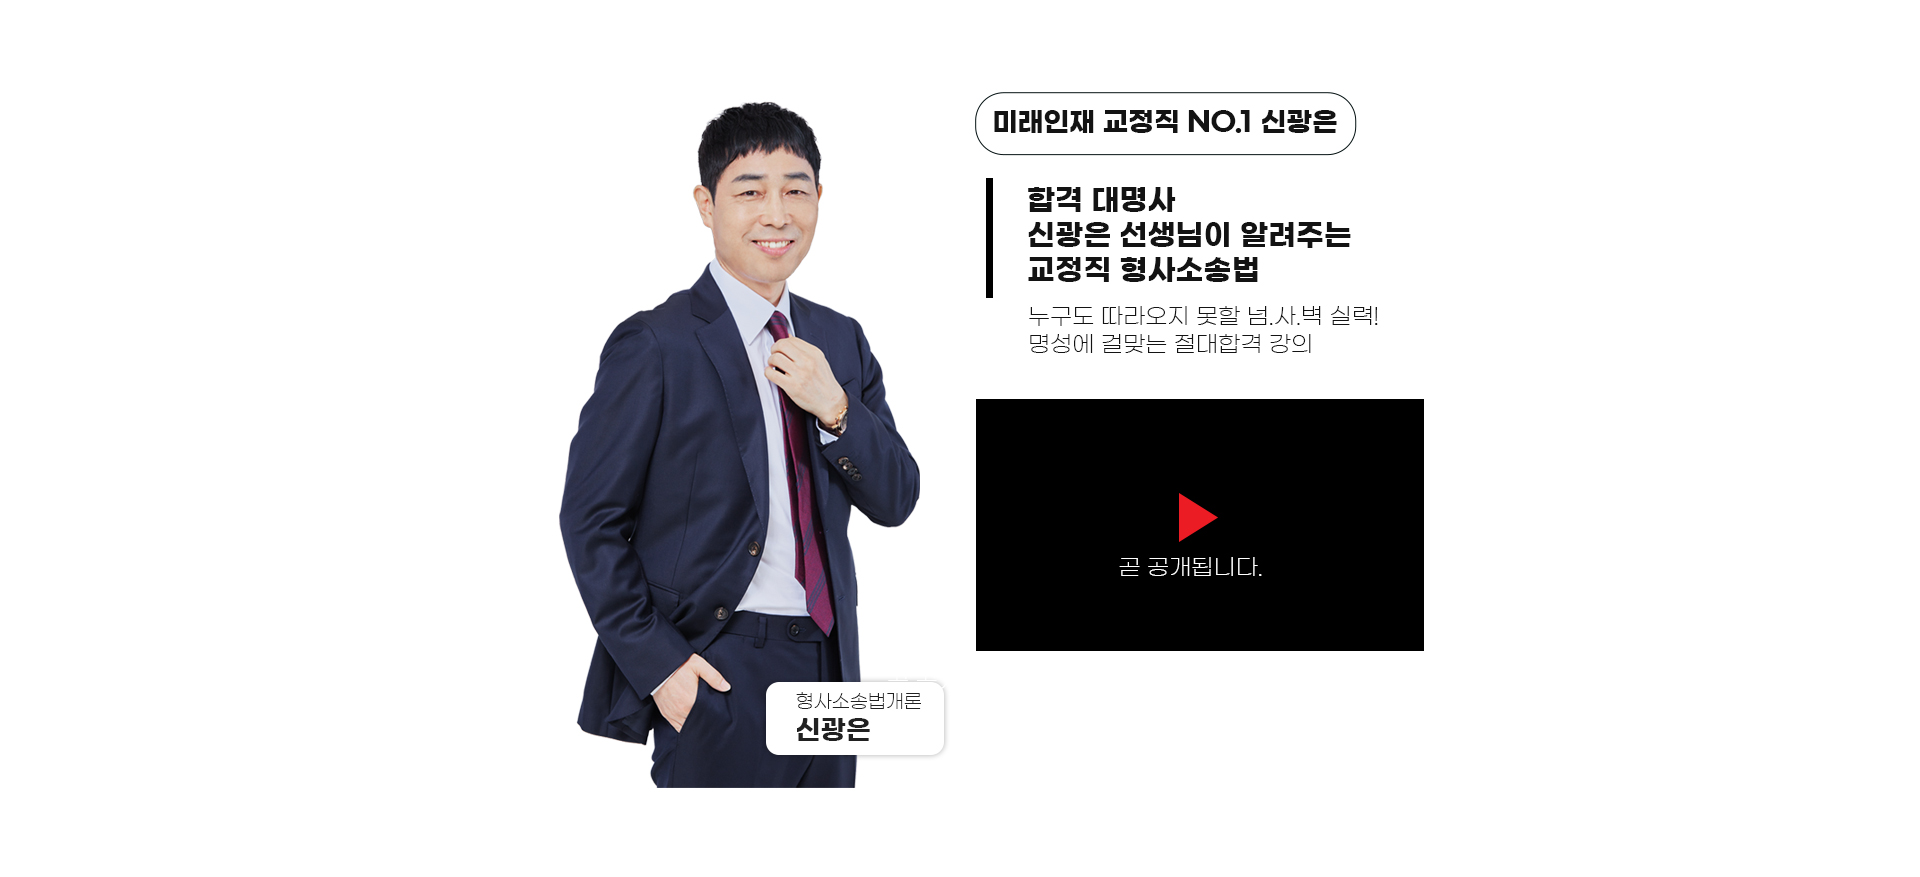 미래인재 교정직 NO.1 신광은
합격 대명사
신광은 선생님이 알려주는
교정직 형사소송법
누구도 따라오지 못할 넘.사.벽 실력!
명성에 걸맞는 절대합격 강의
곧 공개됩니다.
형사소송법개론
신광은